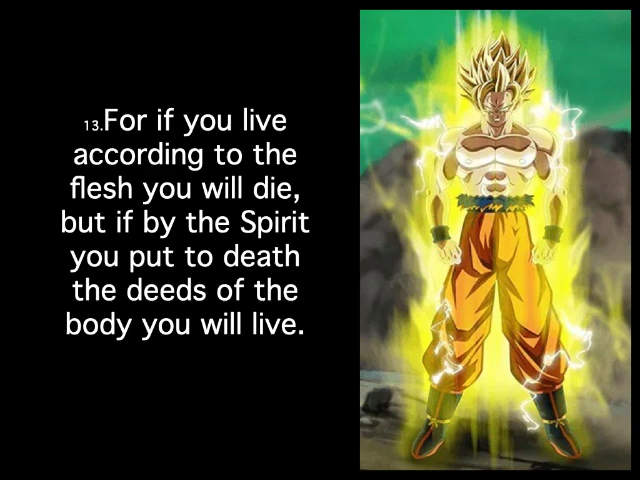 13.For if you live
according to the
flesh you will die,
but if by the Spirit
you put to death
the deeds of the
body you will live.